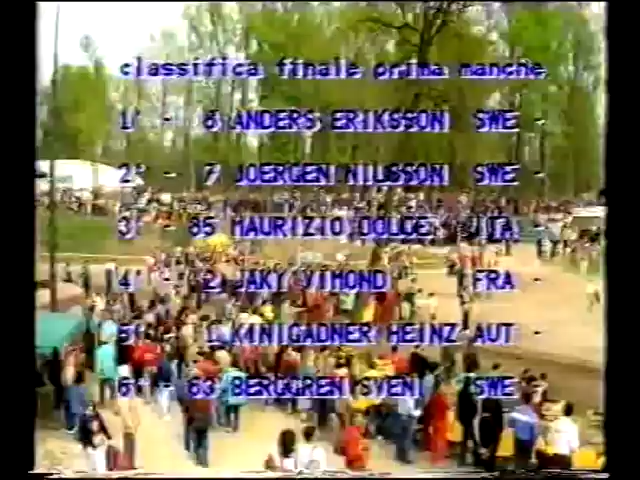 classifica finale prima manche
1' - 6 ANDERS ERIKSSON SWE -
2' - 7 JOERGEN NILSSON SWE -
3' - 85 MAURIZIO DOLCE ITA -
4' - 2 JAKY VIMOND FRA -
5' - 1 KINIGADNER HEINZ AUT -
6' - 63 BERGGREN SVEN SWE -